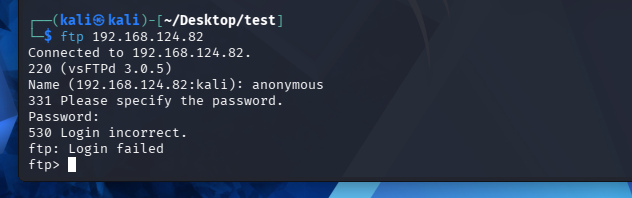 ┌──(kali㉿kali)-[~/Desktop/test]
└─$ ftp 192.168.124.82
Connected to 192.168.124.82.
220 (vsFTPd 3.0.5)
Name (192.168.124.82:kali): anonymous
331 Please specify the password.
Password:
530 Login incorrect.
ftp: Login failed
ftp>